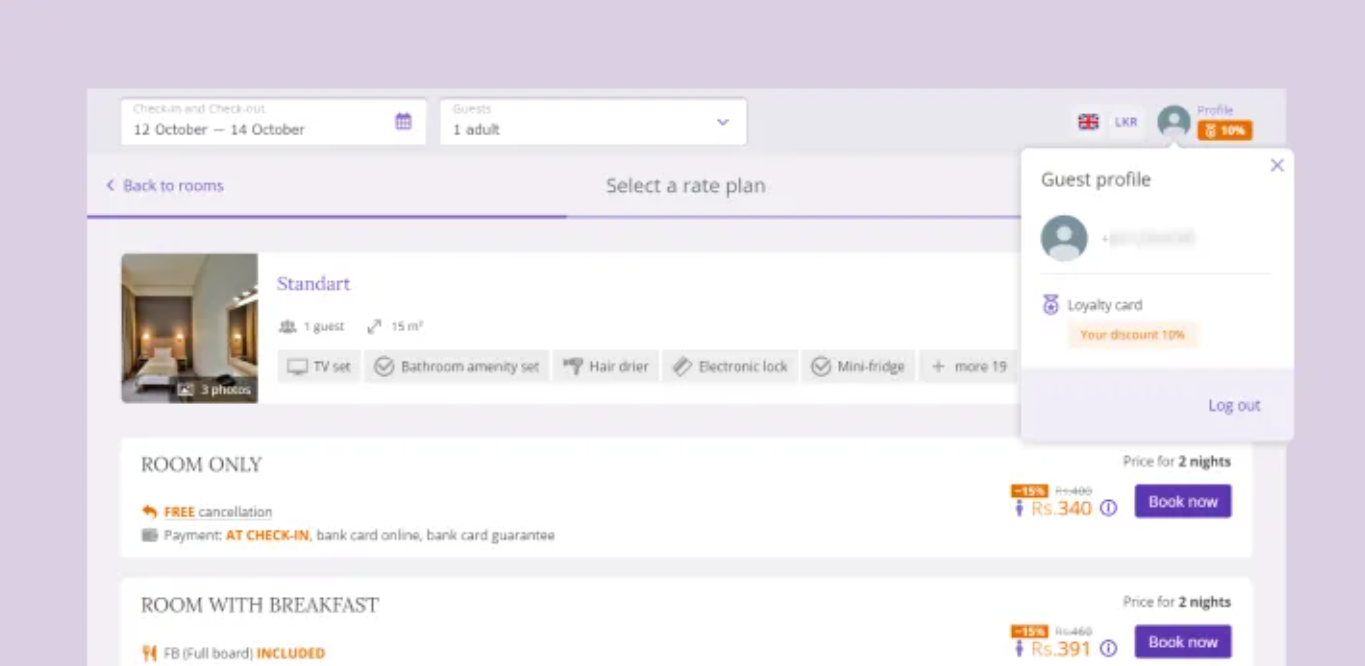 Check-in and Check-out
12 October — 14 October
Guests
1 adult
LKR
Profile
10%
Back to rooms
Select a rate plan
Guest profile
Loyalty card
Your discount 10%
Log out
Standart
1 guest
15 m²
TV set
Bathroom amenity set
Hair drier
Electronic lock
Mini-fridge
+ more 19
3 photos
ROOM ONLY
FREE cancellation
Payment: AT CHECK-IN, bank card online, bank card guarantee
Price for 2 nights
−15% Rs.400
Rs.340
Book now
ROOM WITH BREAKFAST
FB (Full board) INCLUDED
Price for 2 nights
−15% Rs.460
Rs.391
Book now